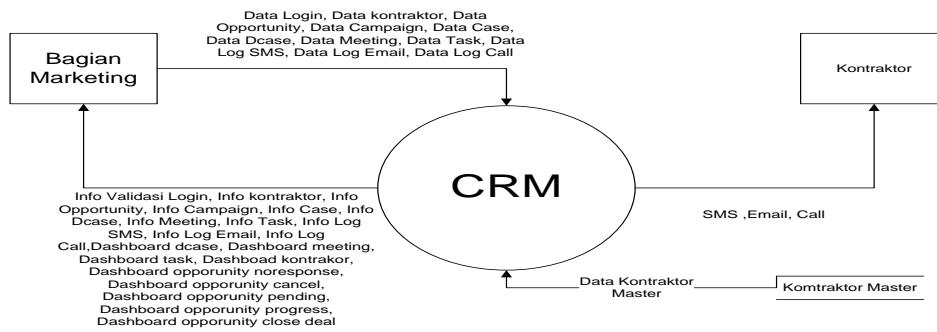 Data Login, Data kontraktor, Data
Opportunity, Data Campaign, Data Case,
Data Dcase, Data Meeting, Data Task, Data
Log SMS, Data Log Email, Data Log Call
Bagian
Marketing
Kontraktor
CRM
Info Validasi Login, Info kontraktor, Info
Opportunity, Info Campaign, Info Case, Info
Dcase, Info Meeting, Info Task, Info Log
SMS, Info Log Email, Info Log
Call,Dashboard dcase, Dashboard meeting,
Dashboard task, Dashboad kontrakor,
Dashboard opporunity noresponse,
Dashboard opporunity cancel,
Dashboard opporunity pending,
Dashboard opporunity progress,
Dashboard opporunity close deal
SMS ,Email, Call
Data Kontraktor
Master
Komtraktor Master